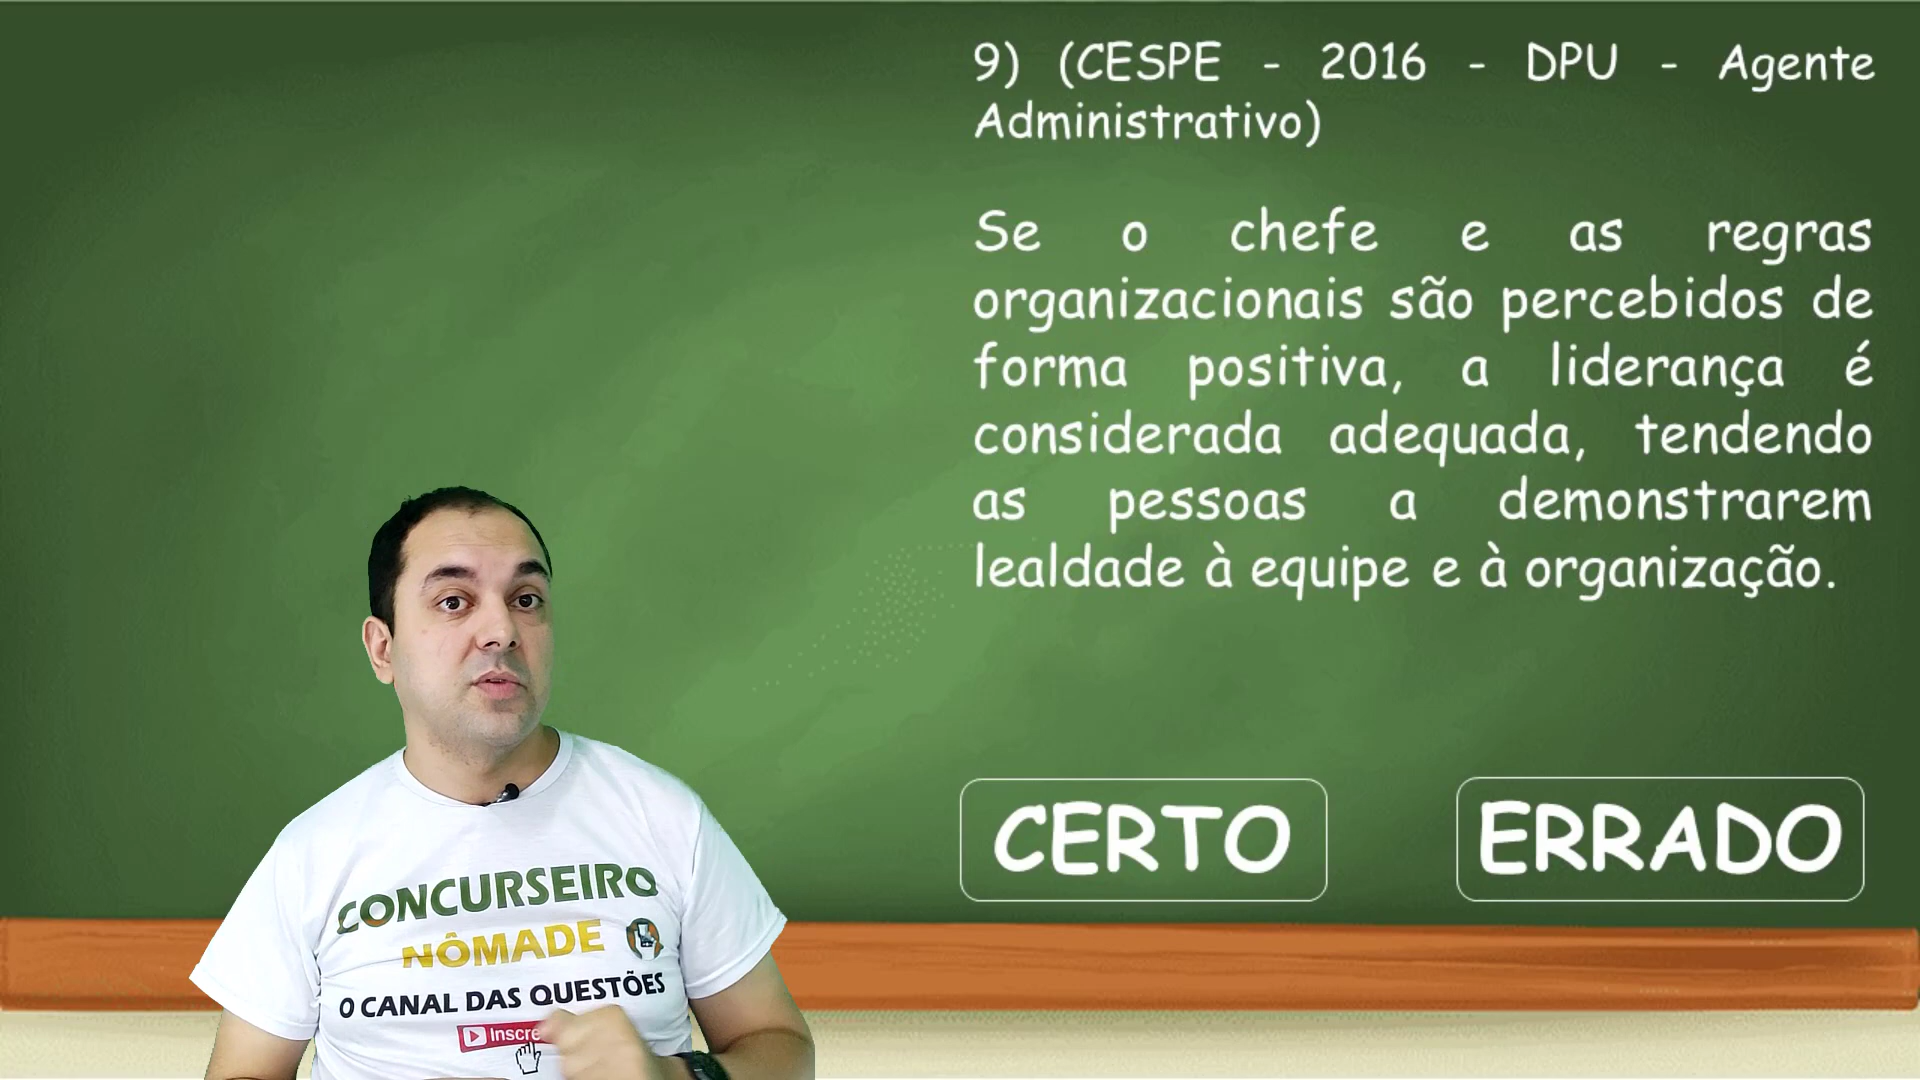 9) (CESPE - 2016 - DPU - Agente
Administrativo)
Se o chefe e as regras
organizacionais são percebidos de
forma positiva, a liderança é
considerada adequada, tendendo
as pessoas a demonstrarem
lealdade à equipe e à organização.
CERTO ERRADO
CONCURSEIRO
NÔMADE
O CANAL DAS QUESTÕES
Inscre